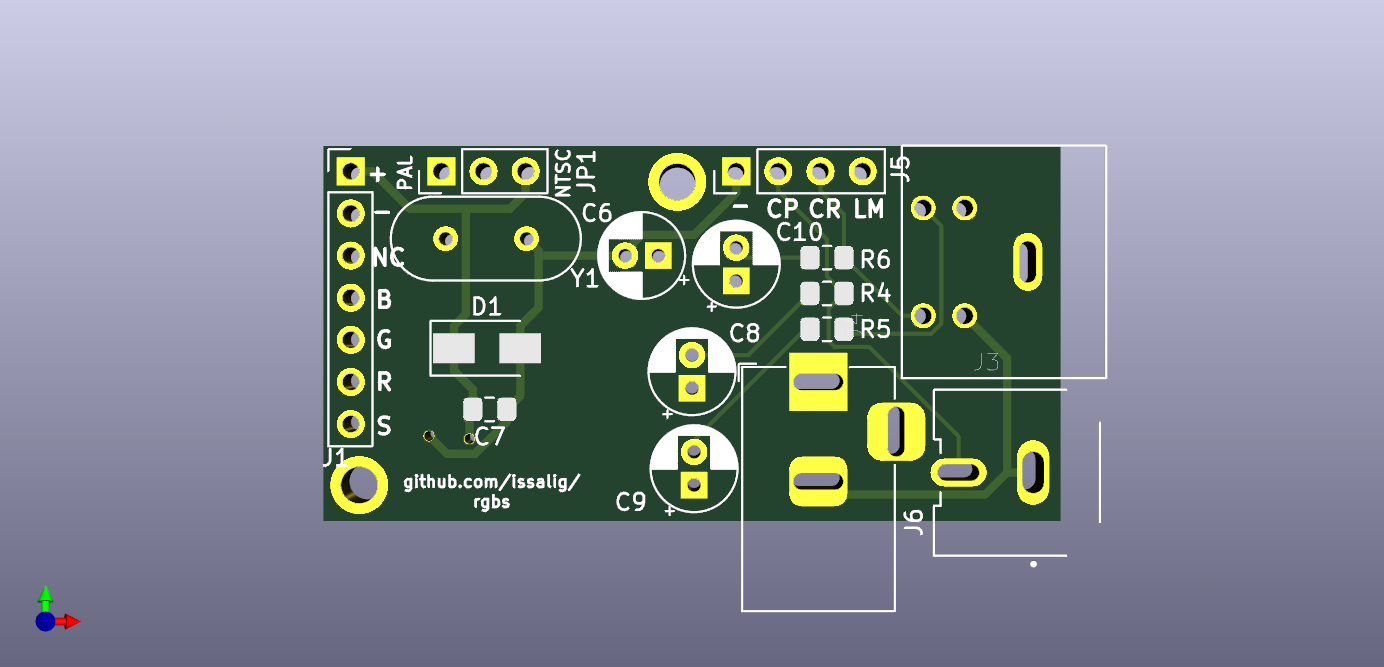 +
PAL
NTSC
JP1
J5
-
-
CP CR LM
C6
C10
NC
Y1
+
+
R6
B
D1
R4
G
C8
R5
+
J3
R
+
S
C7
J1
github.com/issalig/
rgbs
C9
+
J6